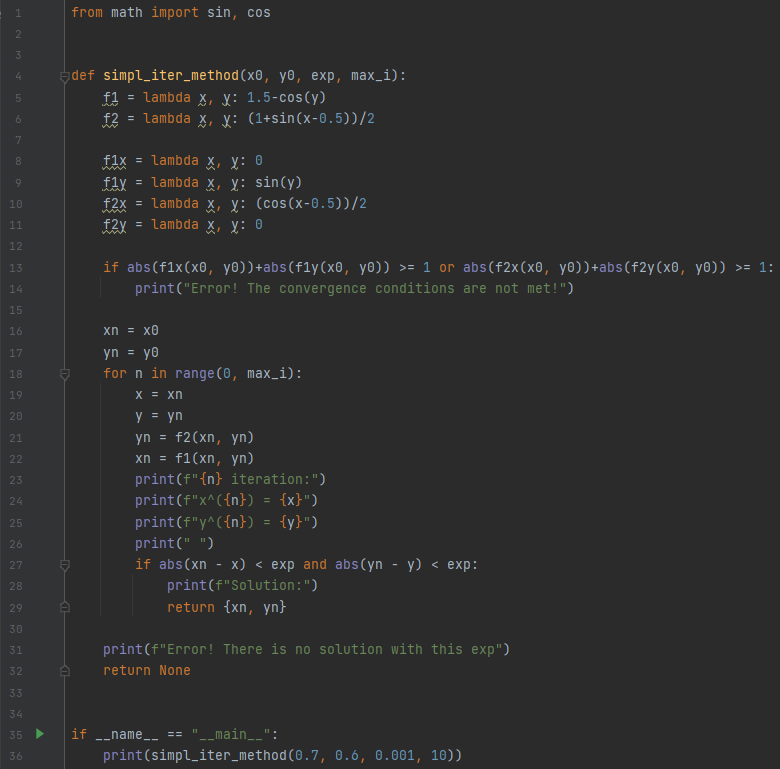 1 from math import sin, cos
2
3
4 def simpl_iter_method(x0, y0, exp, max_i):
5     f1 = lambda x, y: 1.5-cos(y)
6     f2 = lambda x, y: (1+sin(x-0.5))/2
7
8     f1x = lambda x, y: 0
9     f1y = lambda x, y: sin(y)
10     f2x = lambda x, y: (cos(x-0.5))/2
11     f2y = lambda x, y: 0
12
13     if abs(f1x(x0, y0))+abs(f1y(x0, y0)) >= 1 or abs(f2x(x0, y0))+abs(f2y(x0, y0)) >= 1:
14         print("Error! The convergence conditions are not met!")
15
16     xn = x0
17     yn = y0
18     for n in range(0, max_i):
19         x = xn
20         y = yn
21         yn = f2(xn, yn)
22         xn = f1(xn, yn)
23         print(f"{n} iteration:")
24         print(f"x^({n}) = {x}")
25         print(f"y^({n}) = {y}")
26         print(" ")
27         if abs(xn - x) < exp and abs(yn - y) < exp:
28             print(f"Solution:")
29             return {xn, yn}
30
31     print(f"Error! There is no solution with this exp")
32     return None
33
34
35 if __name__ == "__main__":
36     print(simpl_iter_method(0.7, 0.6, 0.001, 10))